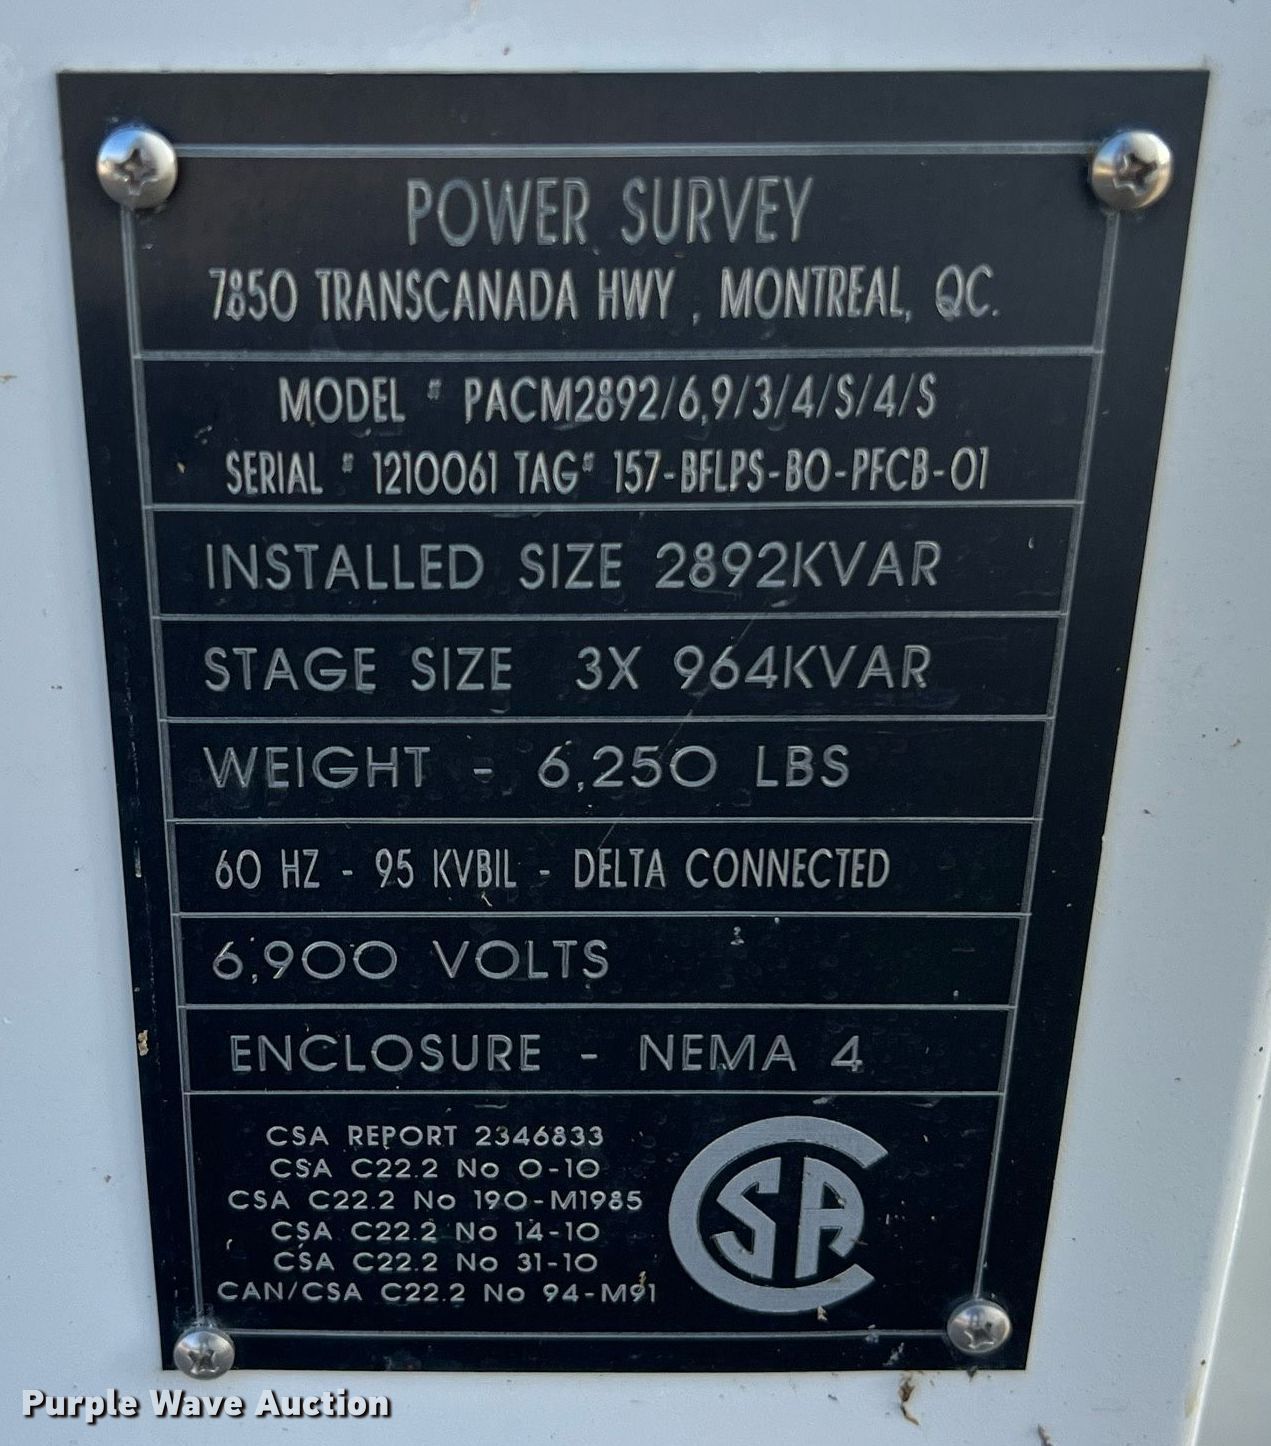 POWER SURVEY
7850 TRANSCANADA HWY, MONTREAL, QC.
MODEL # PACM2892/6,9/3/4/S/4/S
SERIAL # 1210061 TAG# 157-BFLPS-BO-PFCB-01
INSTALLED SIZE 2892KVAR
STAGE SIZE 3X 964KVAR
WEIGHT - 6,250 LBS
60 HZ - 95 KVBIL - DELTA CONNECTED
6,900 VOLTS
ENCLOSURE - NEMA 4
CSA REPORT 2346833
CSA C22.2 No 0-10
CSA C22.2 No 190-M1985
CSA C22.2 No 14-10
CSA C22.2 No 31-10
CAN/CSA C22.2 No 94-M91
CSA
Purple Wave Auction